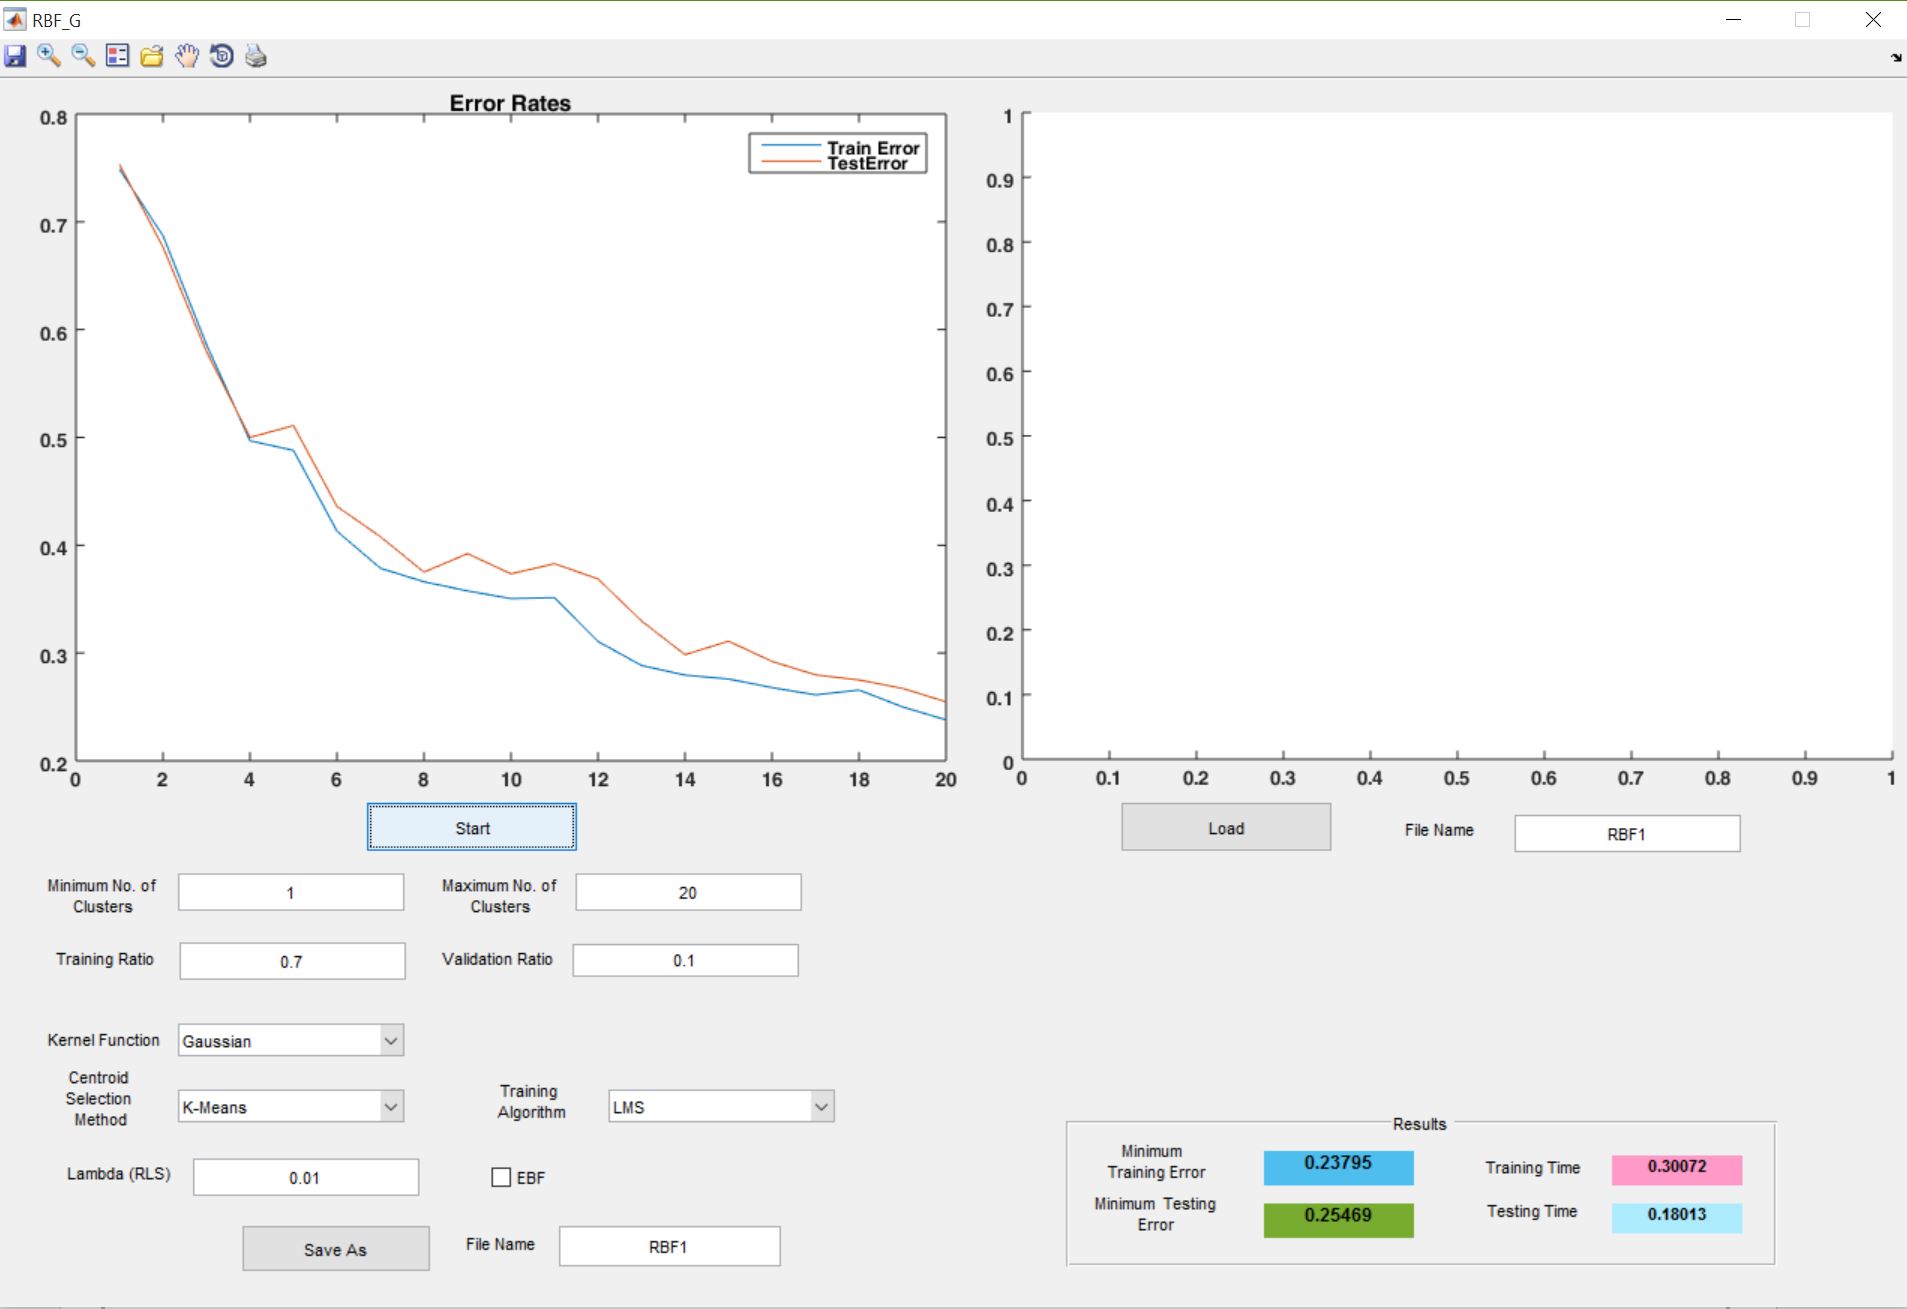 RBF_G
Error Rates
Train Error
TestError
0.8
0.7
0.6
0.5
0.4
0.3
0.2
0 2 4 6 8 10 12 14 16 18 20
1
0.9
0.8
0.7
0.6
0.5
0.4
0.3
0.2
0.1
0
0 0.1 0.2 0.3 0.4 0.5 0.6 0.7 0.8 0.9 1
Start
Load
File Name
RBF1
Minimum No. of
Clusters
1
Maximum No. of
Clusters
20
Training Ratio
0.7
Validation Ratio
0.1
Kernel Function
Gaussian
Centroid
Selection
Method
K-Means
Training
Algorithm
LMS
Lambda (RLS)
0.01
EBF
Save As
File Name
RBF1
Results
Minimum
Training Error
0.23795
Training Time
0.30072
Minimum Testing
Error
0.25469
Testing Time
0.18013